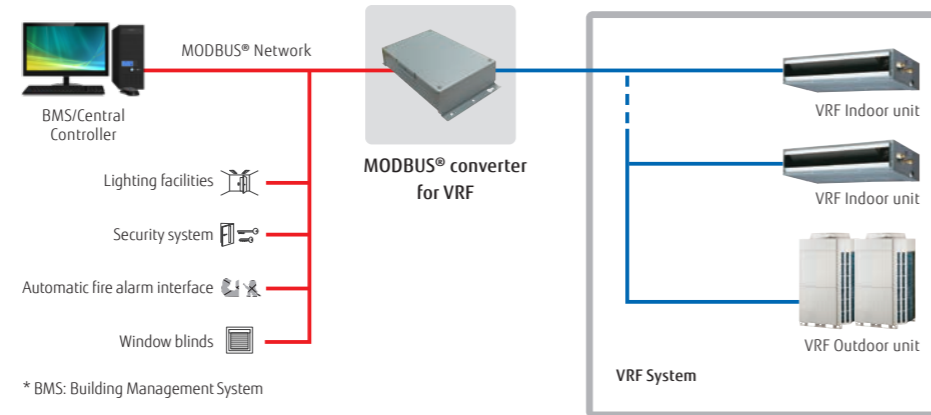 MODBUS® Network
BMS/Central
Controller
MODBUS® converter
for VRF
Lighting facilities
Security system
Automatic fire alarm interface
Window blinds
* BMS: Building Management System
VRF Indoor unit
VRF Indoor unit
VRF Outdoor unit
VRF System